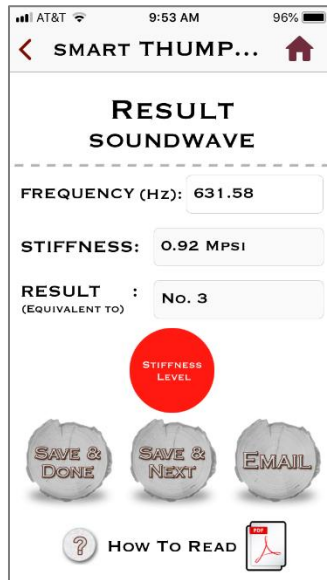 AT&T 9:53 AM 96%
SMART THUMP...
RESULT
SOUNDWAVE
FREQUENCY (HZ): 631.58
STIFFNESS: 0.92 MPSI
RESULT : NO. 3
(EQUIVALENT TO)
STIFFNESS
LEVEL
SAVE &
DONE
SAVE &
NEXT
EMAIL
? HOW TO READ PDF